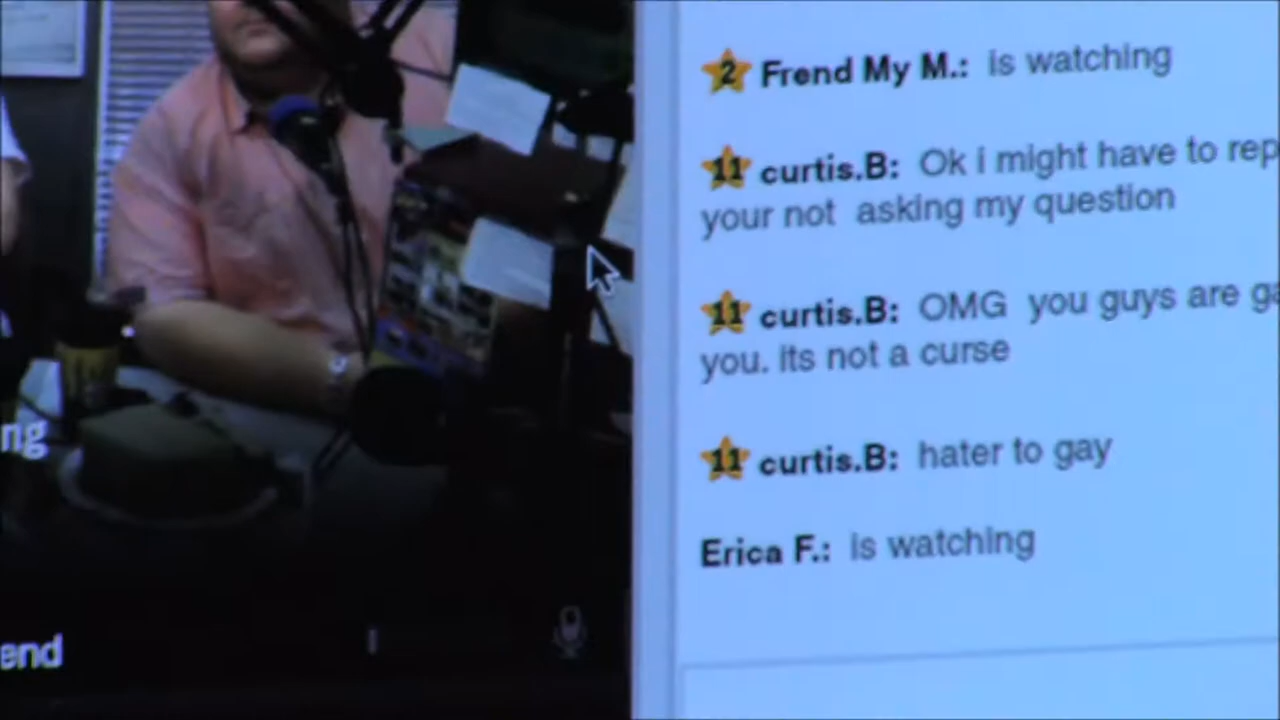 2 Frend My M.: is watching
11 curtis.B: Ok i might have to rep
your not asking my question
11 curtis.B: OMG you guys are ga
you. its not a curse
11 curtis.B: hater to gay
Erica F.: is watching
ng
end